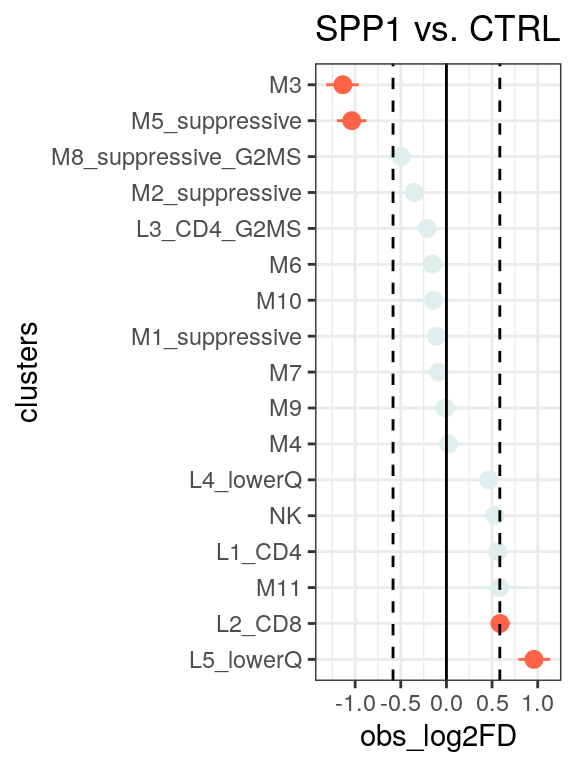 SPP1 vs. CTRL
clusters
M3
M5_suppressive
M8_suppressive_G2MS
M2_suppressive
L3_CD4_G2MS
M6
M10
M1_suppressive
M7
M9
M4
L4_lowerQ
NK
L1_CD4
M11
L2_CD8
L5_lowerQ
-1.0 -0.5 0.0 0.5 1.0
obs_log2FD